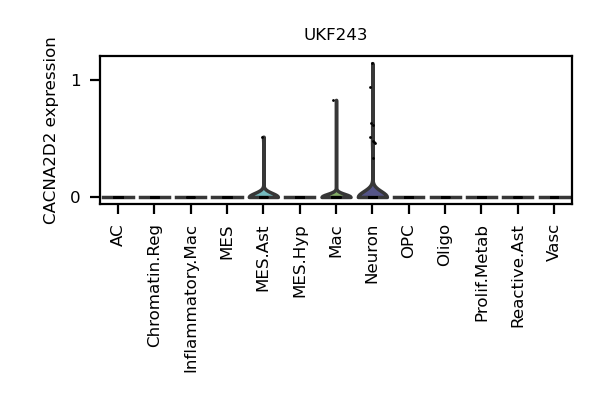 UKF243
CACNA2D2 expression
1
0
AC
Chromatin.Reg
Inflammatory.Mac
MES
MES.Ast
MES.Hyp
Mac
Neuron
OPC
Oligo
Prolif.Metab
Reactive.Ast
Vasc